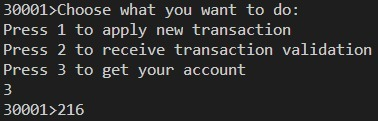 30001>Choose what you want to do:
Press 1 to apply new transaction
Press 2 to receive transaction validation
Press 3 to get your account
3
30001>216